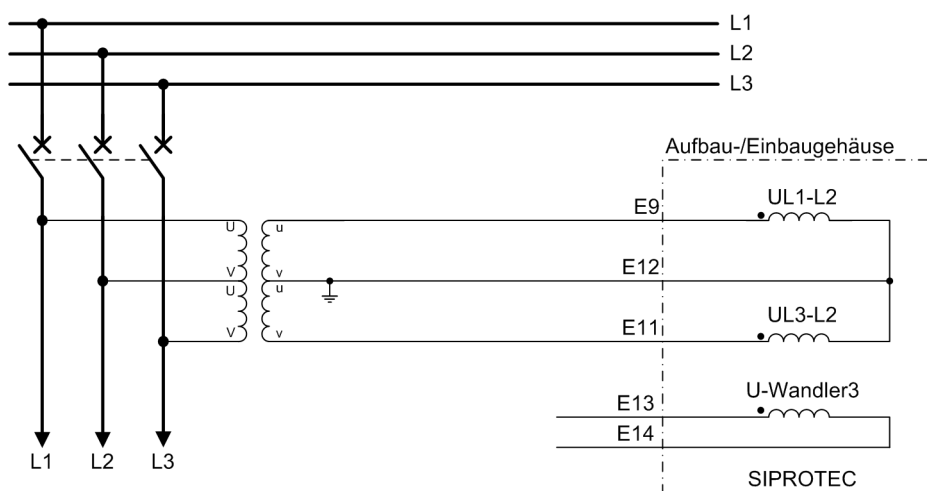 L1
L2
L3
Aufbau-/Einbaugehäuse
E9
UL1-L2
U
u
V
v
E12
U
u
V
v
E11
UL3-L2
E13
U-Wandler3
E14
L1
L2
L3
SIPROTEC